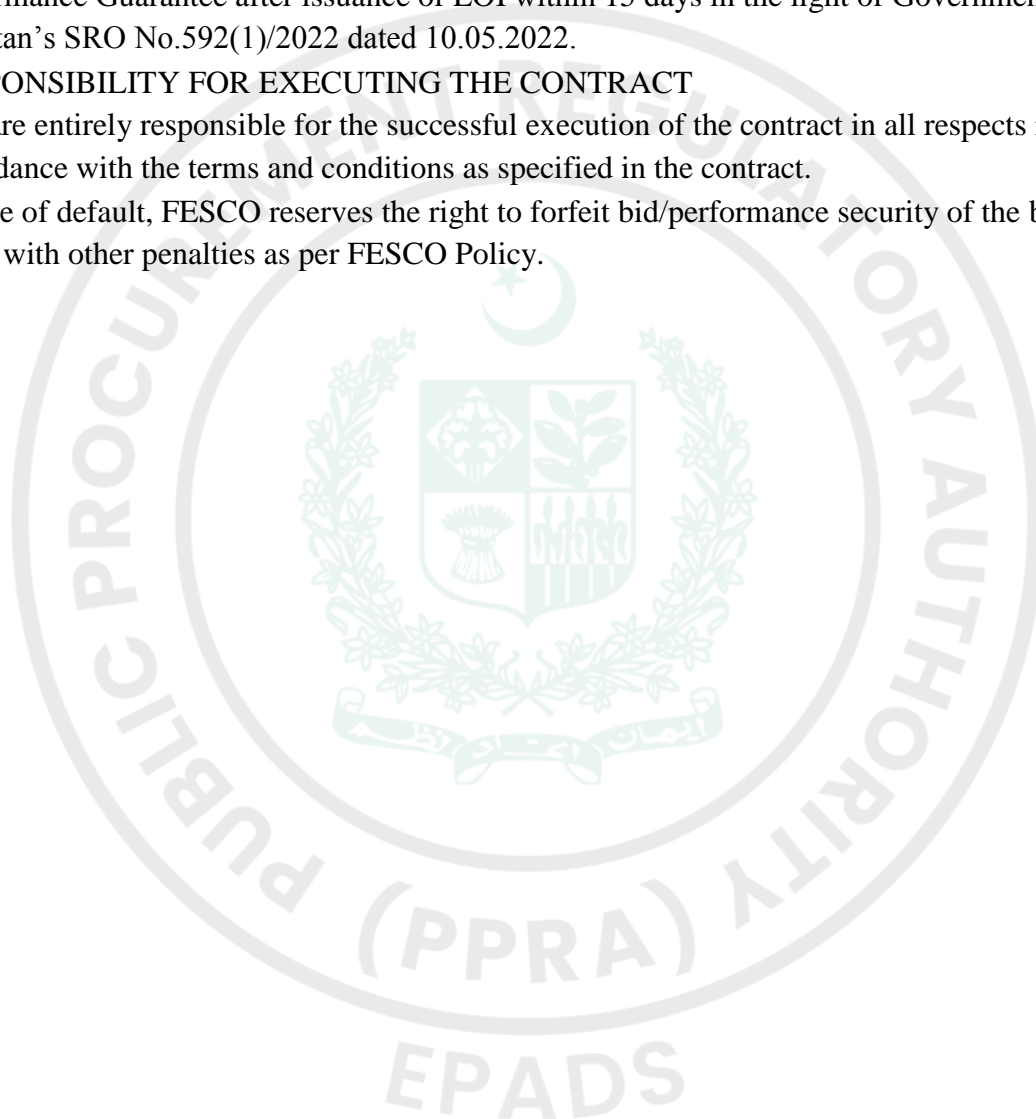 rmance Guarantee after issuance of LOI within 15 days in the light of Government
tan’s SRO No.592(1)/2022 dated 10.05.2022.
PONSIBILITY FOR EXECUTING THE CONTRACT
re entirely responsible for the successful execution of the contract in all respects
dance with the terms and conditions as specified in the contract.
e of default, FESCO reserves the right to forfeit bid/performance security of the b
with other penalties as per FESCO Policy.
PUBLIC PROCUREMENT REGULATORY AUTHORITY
(PPRA)
EPADS